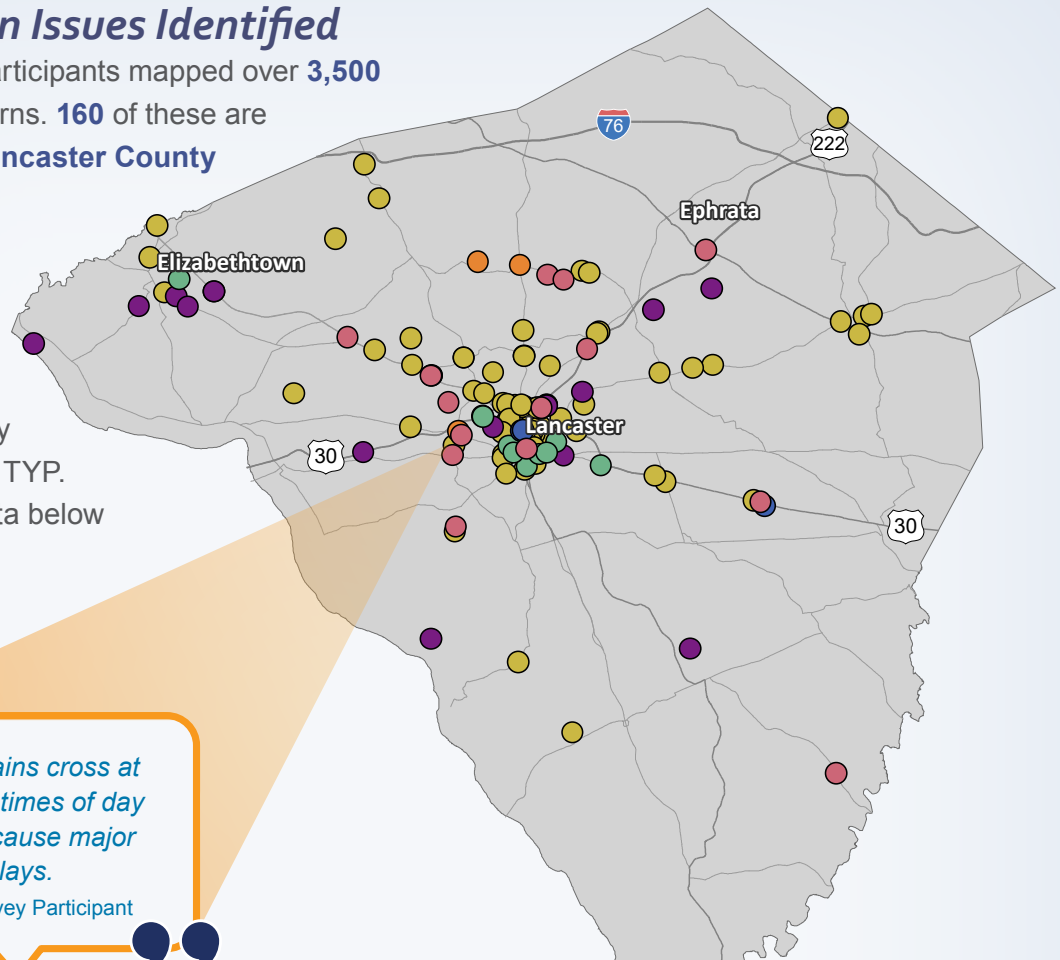 n Issues Identified
articipants mapped over 3,500
rns. 160 of these are
ncaster County
76
222
Ephrata
Elizabethtown
Lancaster
y
30
TYP.
ta below
30
ains cross at
times of day
cause major
lays.
vey Participant